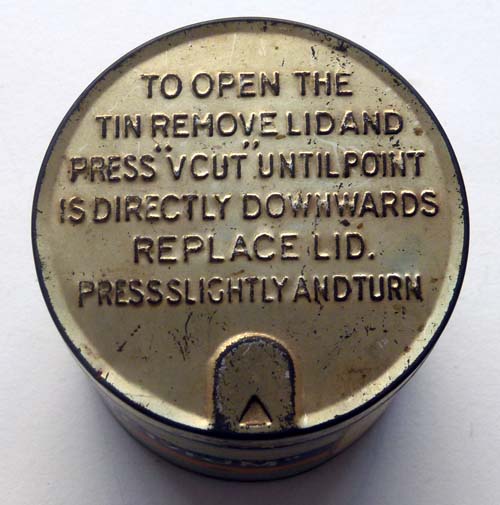 TO OPEN THE
TIN REMOVE LID AND
PRESS "V CUT" UNTIL POINT
IS DIRECTLY DOWNWARDS
REPLACE LID.
PRESS SLIGHTLY AND TURN